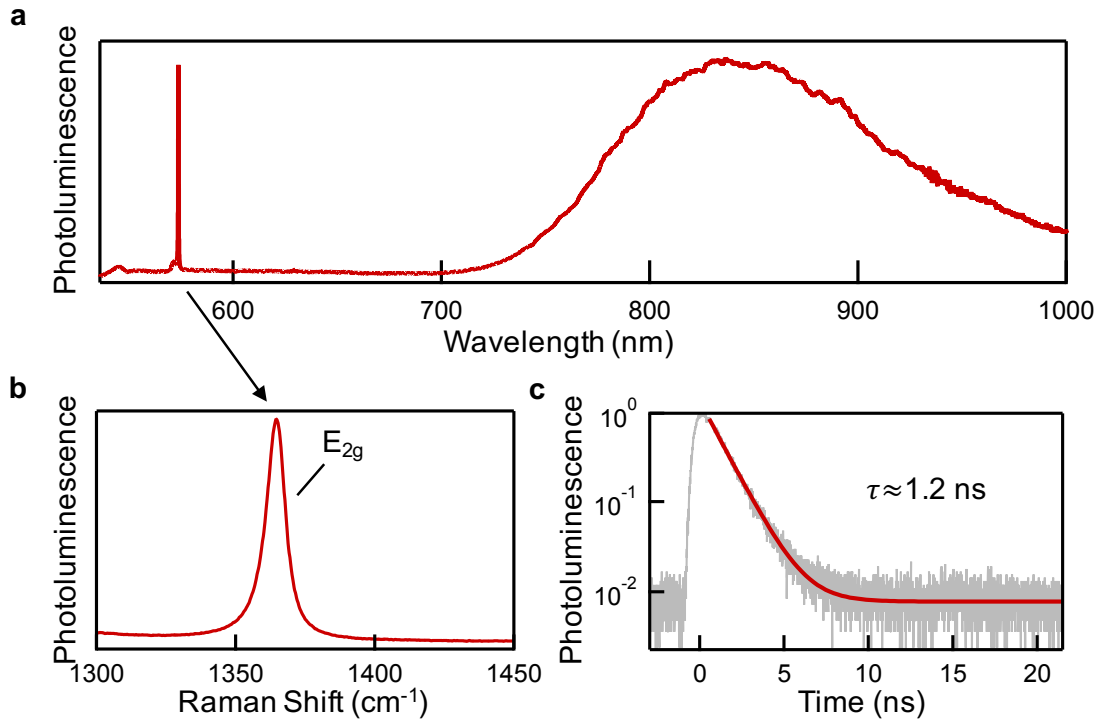 a
Photoluminescence
600 700 800 900 1000
Wavelength (nm)
b
Photoluminescence
E2g
1300 1350 1400 1450
Raman Shift (cm-1)
c
Photoluminescence
10^0
10^-1
10^-2
τ≈1.2 ns
0 5 10 15 20
Time (ns)